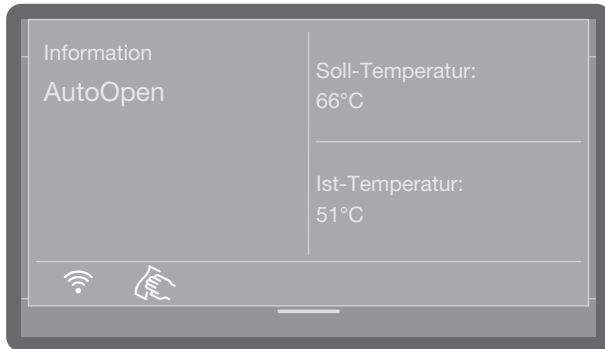 Information
AutoOpen
Soll-Temperatur:
66°C
Ist-Temperatur:
51°C